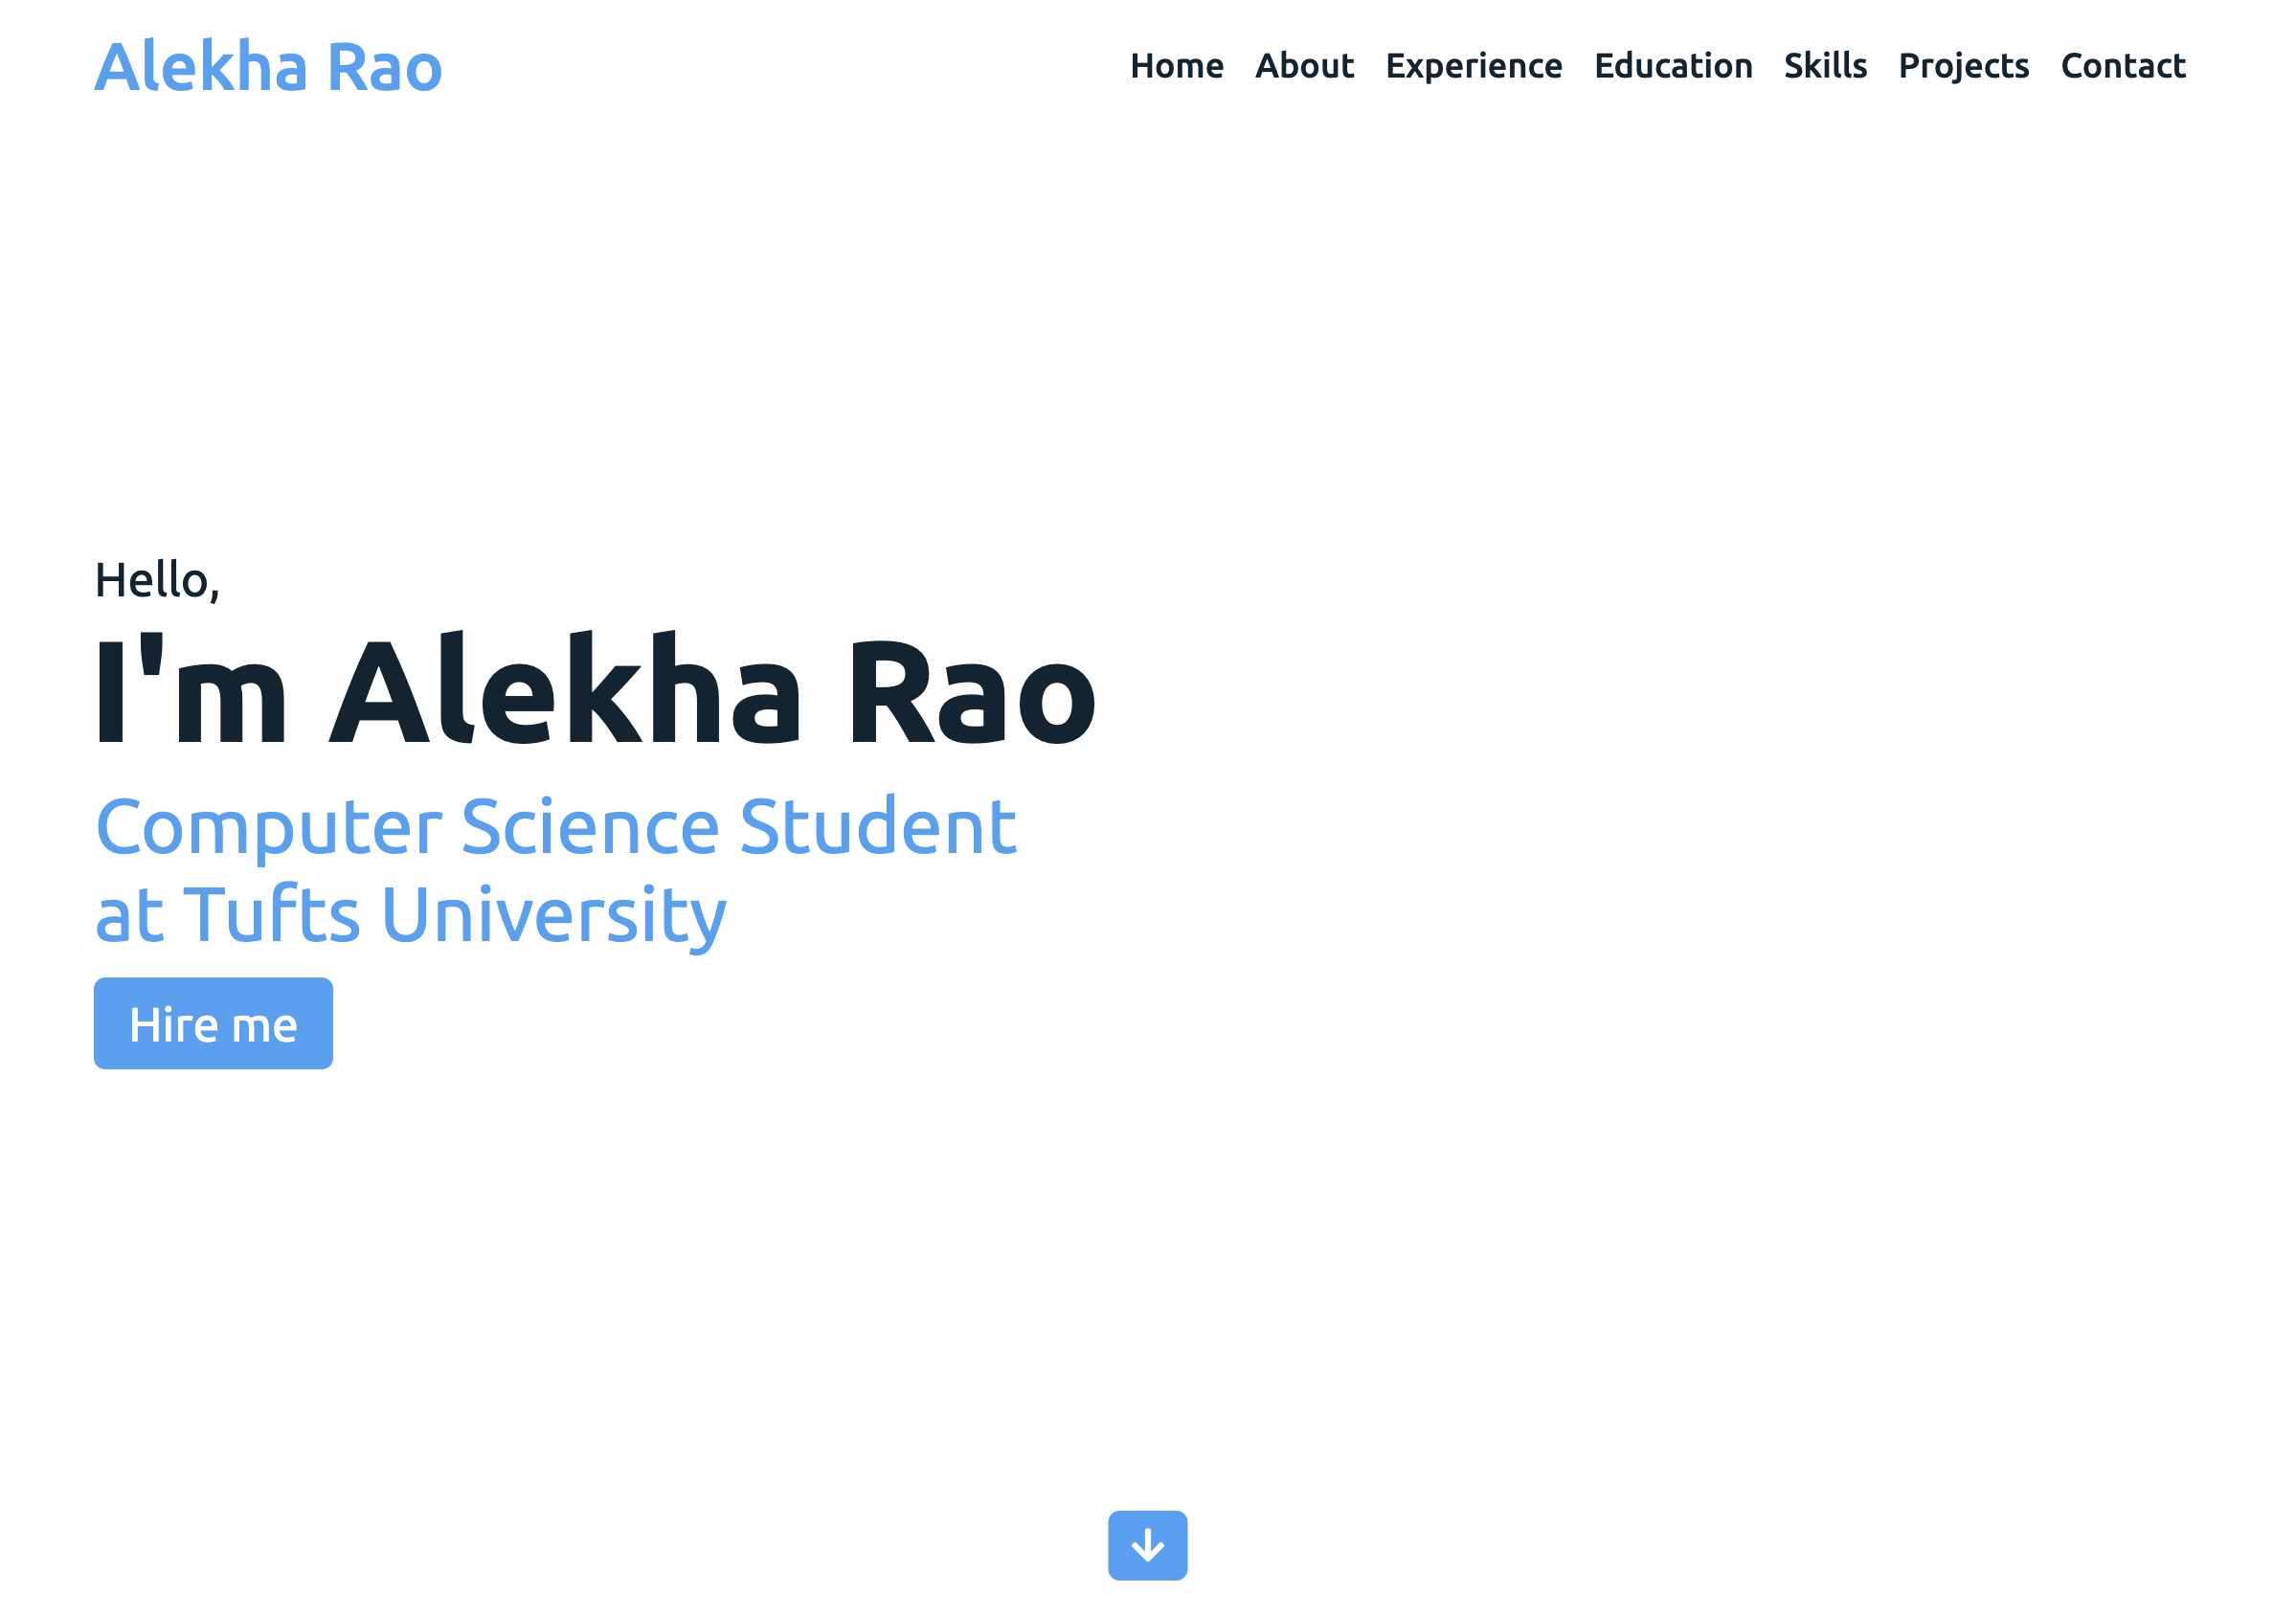 Alekha Rao
Home About Experience Education Skills Projects Contact
Hello,
I'm Alekha Rao
Computer Science Student
at Tufts University
Hire me